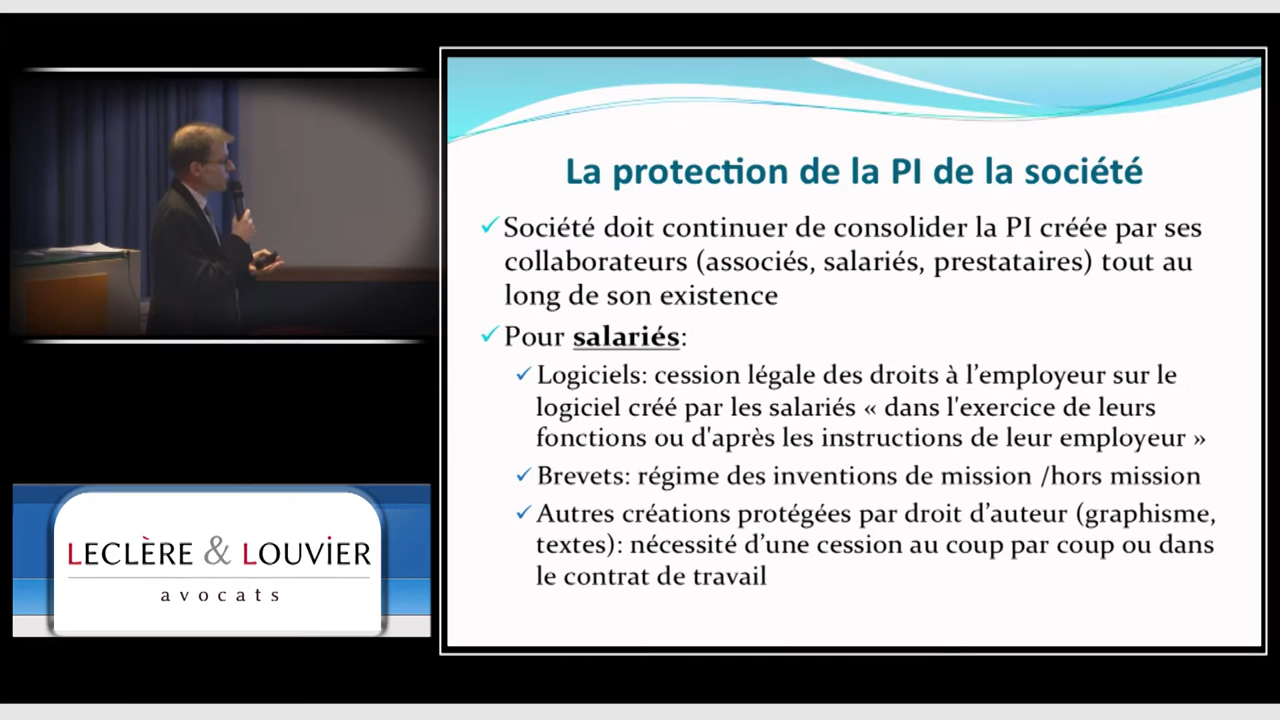 La protection de la PI de la société
Société doit continuer de consolider la PI créée par ses
collaborateurs (associés, salariés, prestataires) tout au
long de son existence
Pour salariés:
Logiciels: cession légale des droits à l’employeur sur le
logiciel créé par les salariés « dans l'exercice de leurs
fonctions ou d'après les instructions de leur employeur »
Brevets: régime des inventions de mission /hors mission
Autres créations protégées par droit d’auteur (graphisme,
textes): nécessité d’une cession au coup par coup ou dans
le contrat de travail
LECLÈRE & LOUVIER
avocats